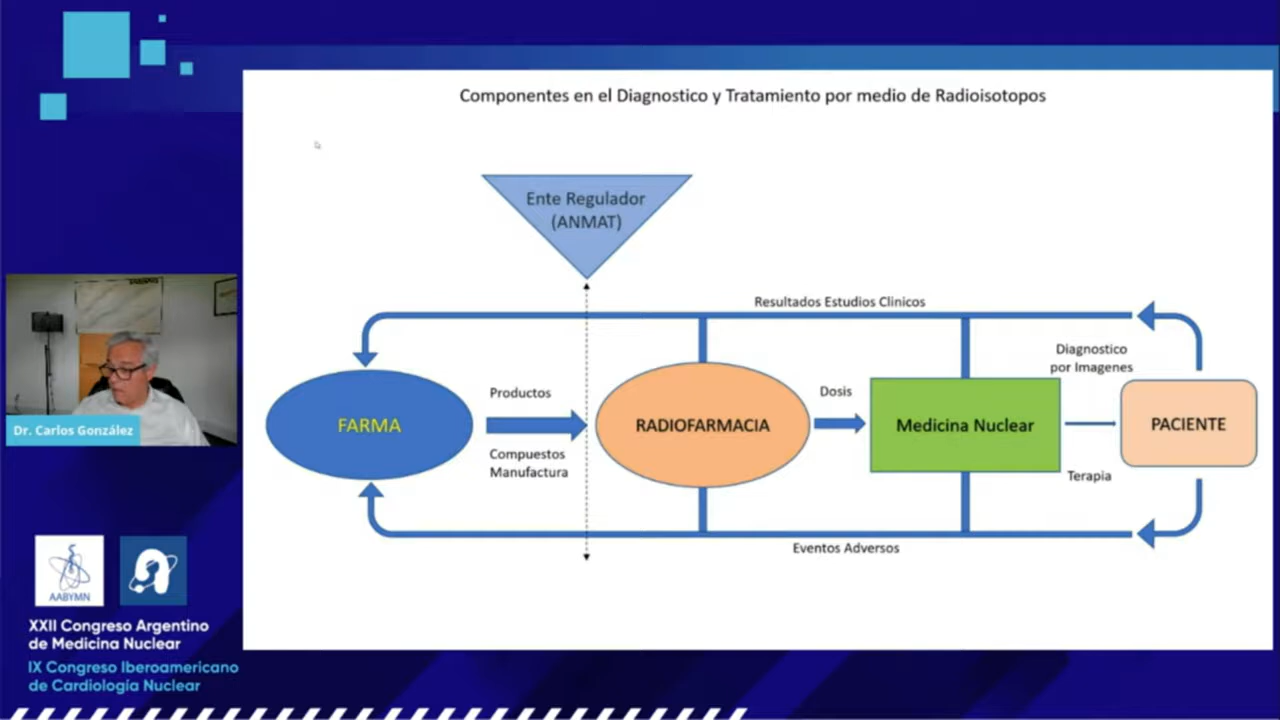 Componentes en el Diagnostico y Tratamiento por medio de Radioisotopos
Ente Regulador
(ANMAT)
Resultados Estudios Clinicos
Diagnostico
por Imagenes
Productos
Dosis
FARMA
RADIOFARMACIA
Medicina Nuclear
PACIENTE
Compuestos
Manufactura
Terapia
Eventos Adversos
Dr. Carlos González
AABYMN
XXII Congreso Argentino
de Medicina Nuclear
IX Congreso Iberoamericano
de Cardiología Nuclear